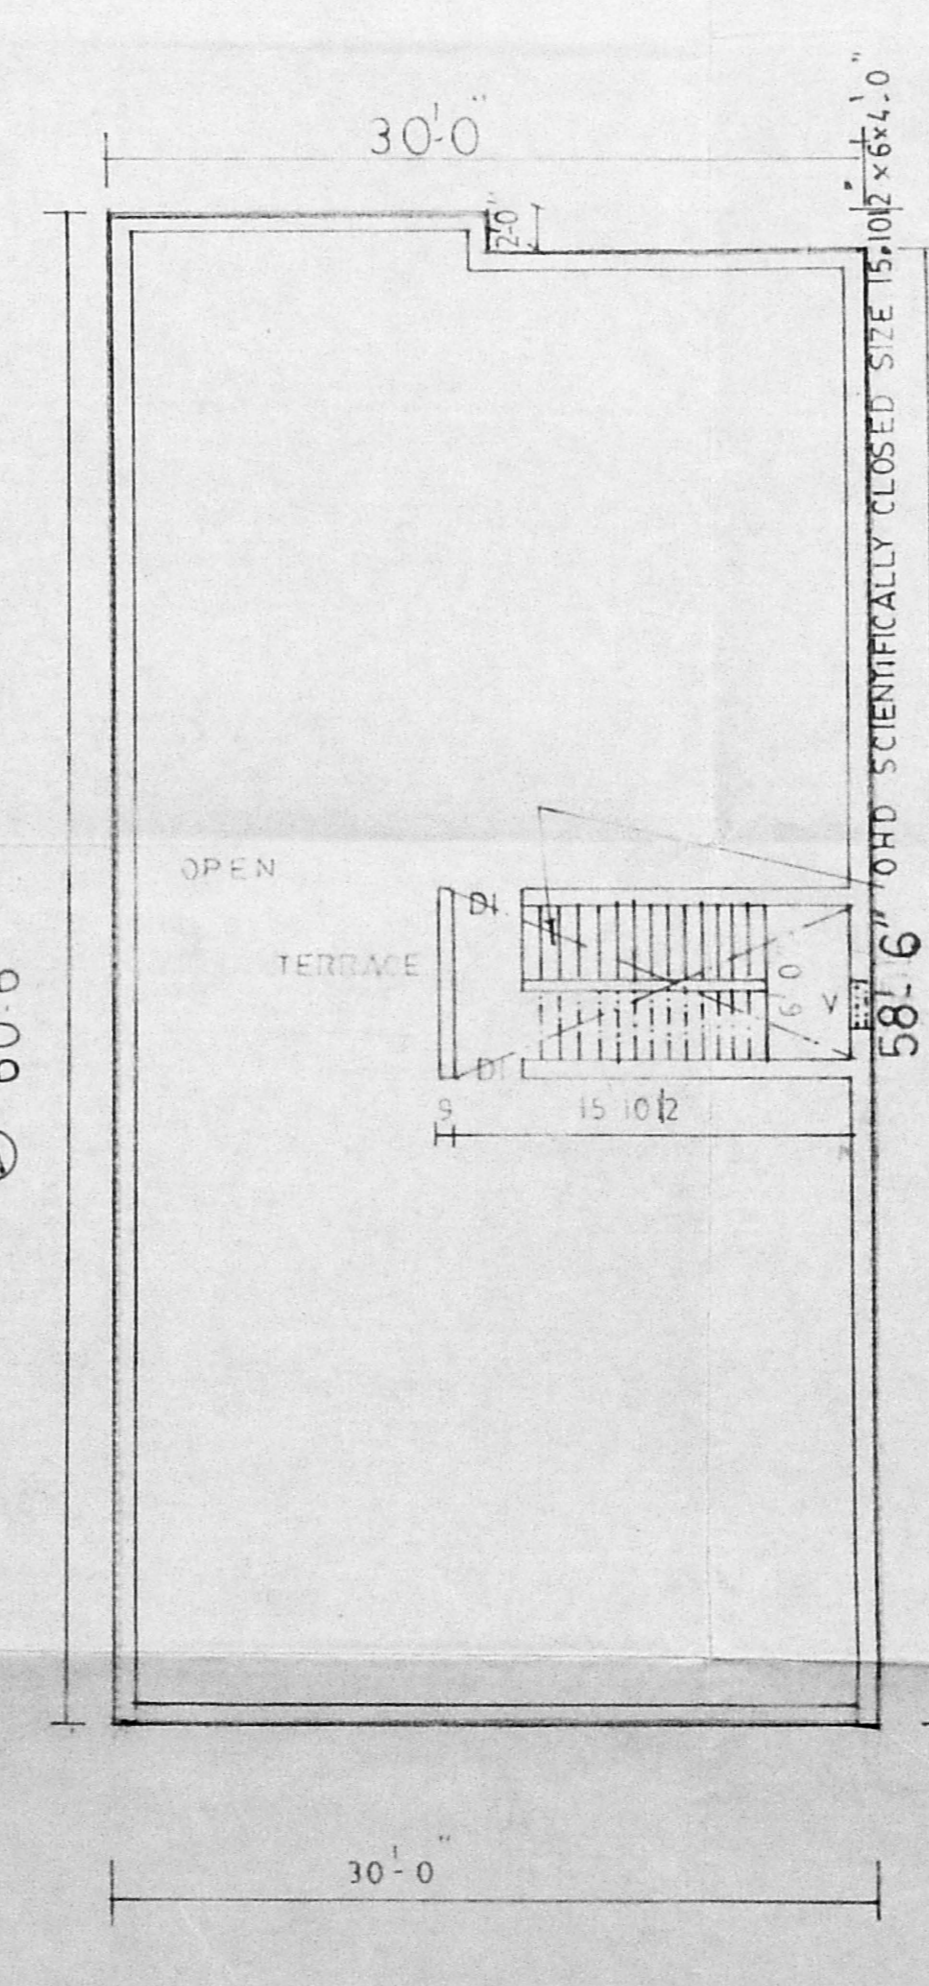 30'-0"
2'-0"
OHD SCIENTIFICALLY CLOSED SIZE 15'.10 1/2" x 6 x 4'.0"
OPEN
D1.
TERRACE
6 0
V
58'-6"
D1
9
15 10 1/2
30'-0"